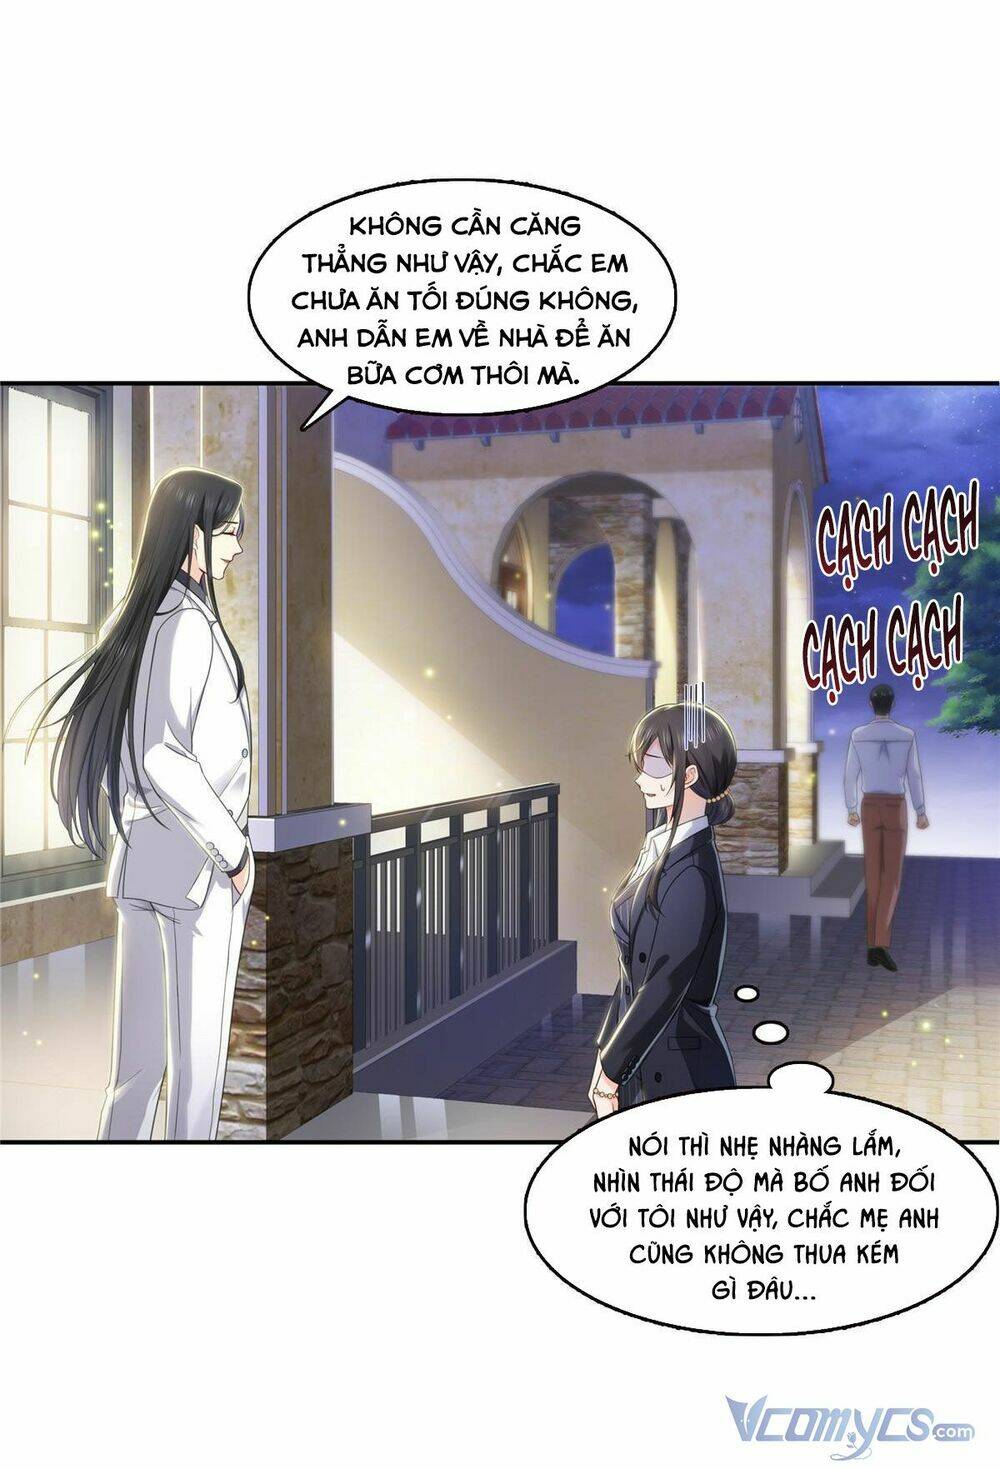 KHÔNG CẦN CĂNG
THẲNG NHƯ VẬY, CHẮC EM
CHƯA ĂN TỐI ĐÚNG KHÔNG,
ANH DẪN EM VỀ NHÀ ĐỂ ĂN
BỮA CƠM THÔI MÀ.
CẠCH CẠCH
CẠCH CẠCH
NÓI THÌ NHẸ NHÀNG LẮM,
NHÌN THÁI ĐỘ MÀ BỐ ANH ĐỐI
VỚI TÔI NHƯ VẬY, CHẮC MẸ ANH
CŨNG KHÔNG THUA KÉM
GÌ ĐÂU...
VCOMYCS.com